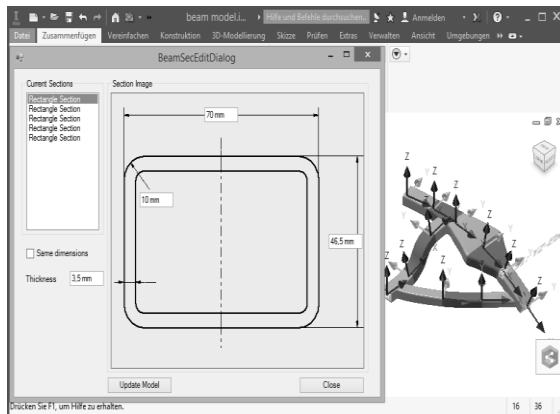 beam model.i...
Hilfe und Befehle durchsuchen...
Anmelden
Datei Zusammenfügen Vereinfachen Konstruktion 3D-Modellierung Skizze Prüfen Extras Verwalten Ansicht Umgebungen
BeamSecEditDialog
Current Sections
Section Image
Rectangle Section
Rectangle Section
Rectangle Section
Rectangle Section
Rectangle Section
70 mm
10 mm
46,5 mm
Same dimensions
Thickness 3,5 mm
Update Model
Close
Z
Z
Z
Z
Z
Z
Z
Z
Drücken Sie F1, um Hilfe zu erhalten.
16 36